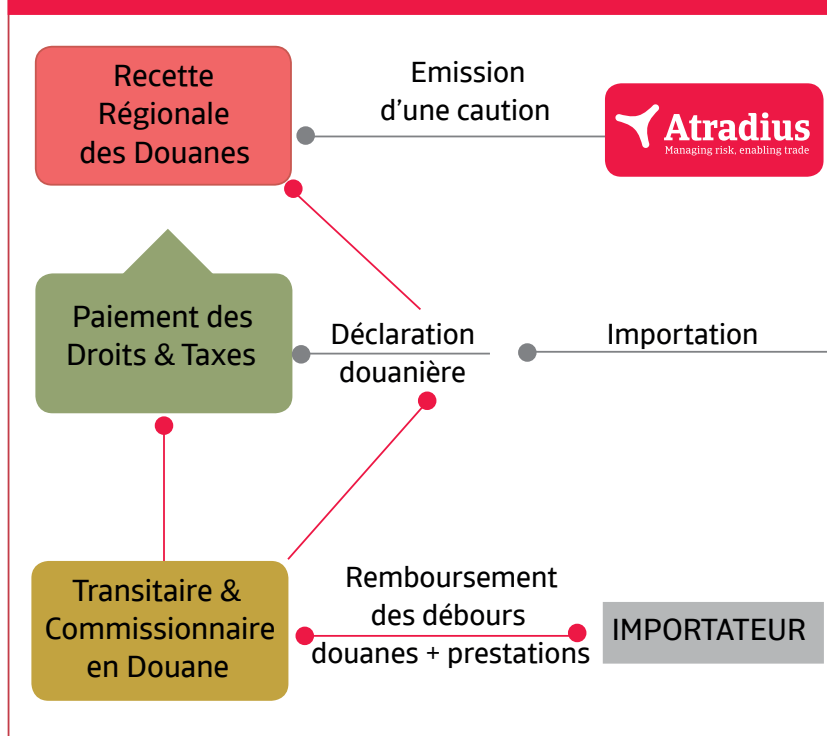 Recette
Régionale
des Douanes
Emission
d'une caution
Atradius
Managing risk, enabling trade
Paiement des
Droits & Taxes
Déclaration
douanière
Importation
Transitaire &
Commissionnaire
en Douane
Remboursement
des débours
douanes + prestations
IMPORTATEUR